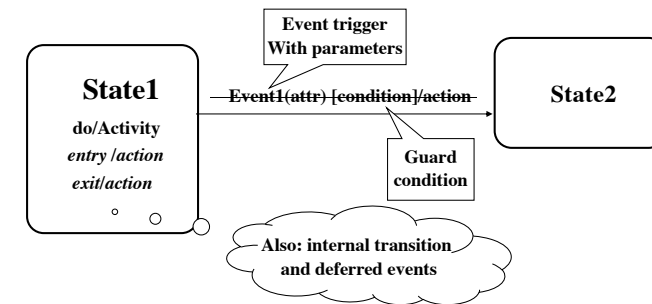 Event trigger
With parameters
State1
do/Activity
entry /action
exit/action
Event1(attr) [condition]/action
State2
Guard
condition
Also: internal transition
and deferred events